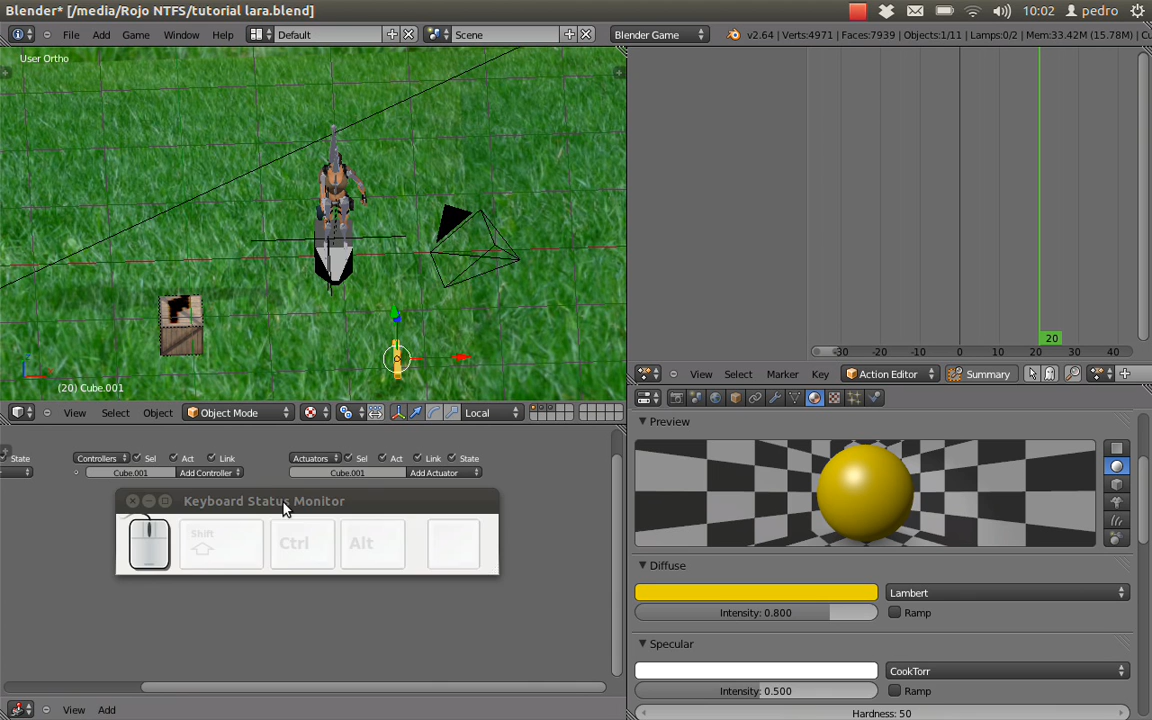 Blender* [/media/Rojo NTFS/tutorial lara.blend]
10:02
pedro
File Add Game Window Help
Default
Scene
Blender Game
v2.64 | Verts:4971 | Faces:7939 | Objects:1/11 | Lamps:0/2 | Mem:33.42M (15.78M) | Cu
User Ortho
(20) Cube.001
View Select Object
Object Mode
Local
20
-30 -20 -10 0 10 20 30 40
View Select Marker Key
Action Editor
Summary
State
Controllers
Sel
Act
Link
Actuators
Sel
Act
Link
State
Cube.001
Add Controller
Cube.001
Add Actuator
Keyboard Status Monitor
Shift
Ctrl
Alt
View Add
Preview
Diffuse
Lambert
Intensity: 0.800
Ramp
Specular
CookTorr
Intensity: 0.500
Ramp
Hardness: 50